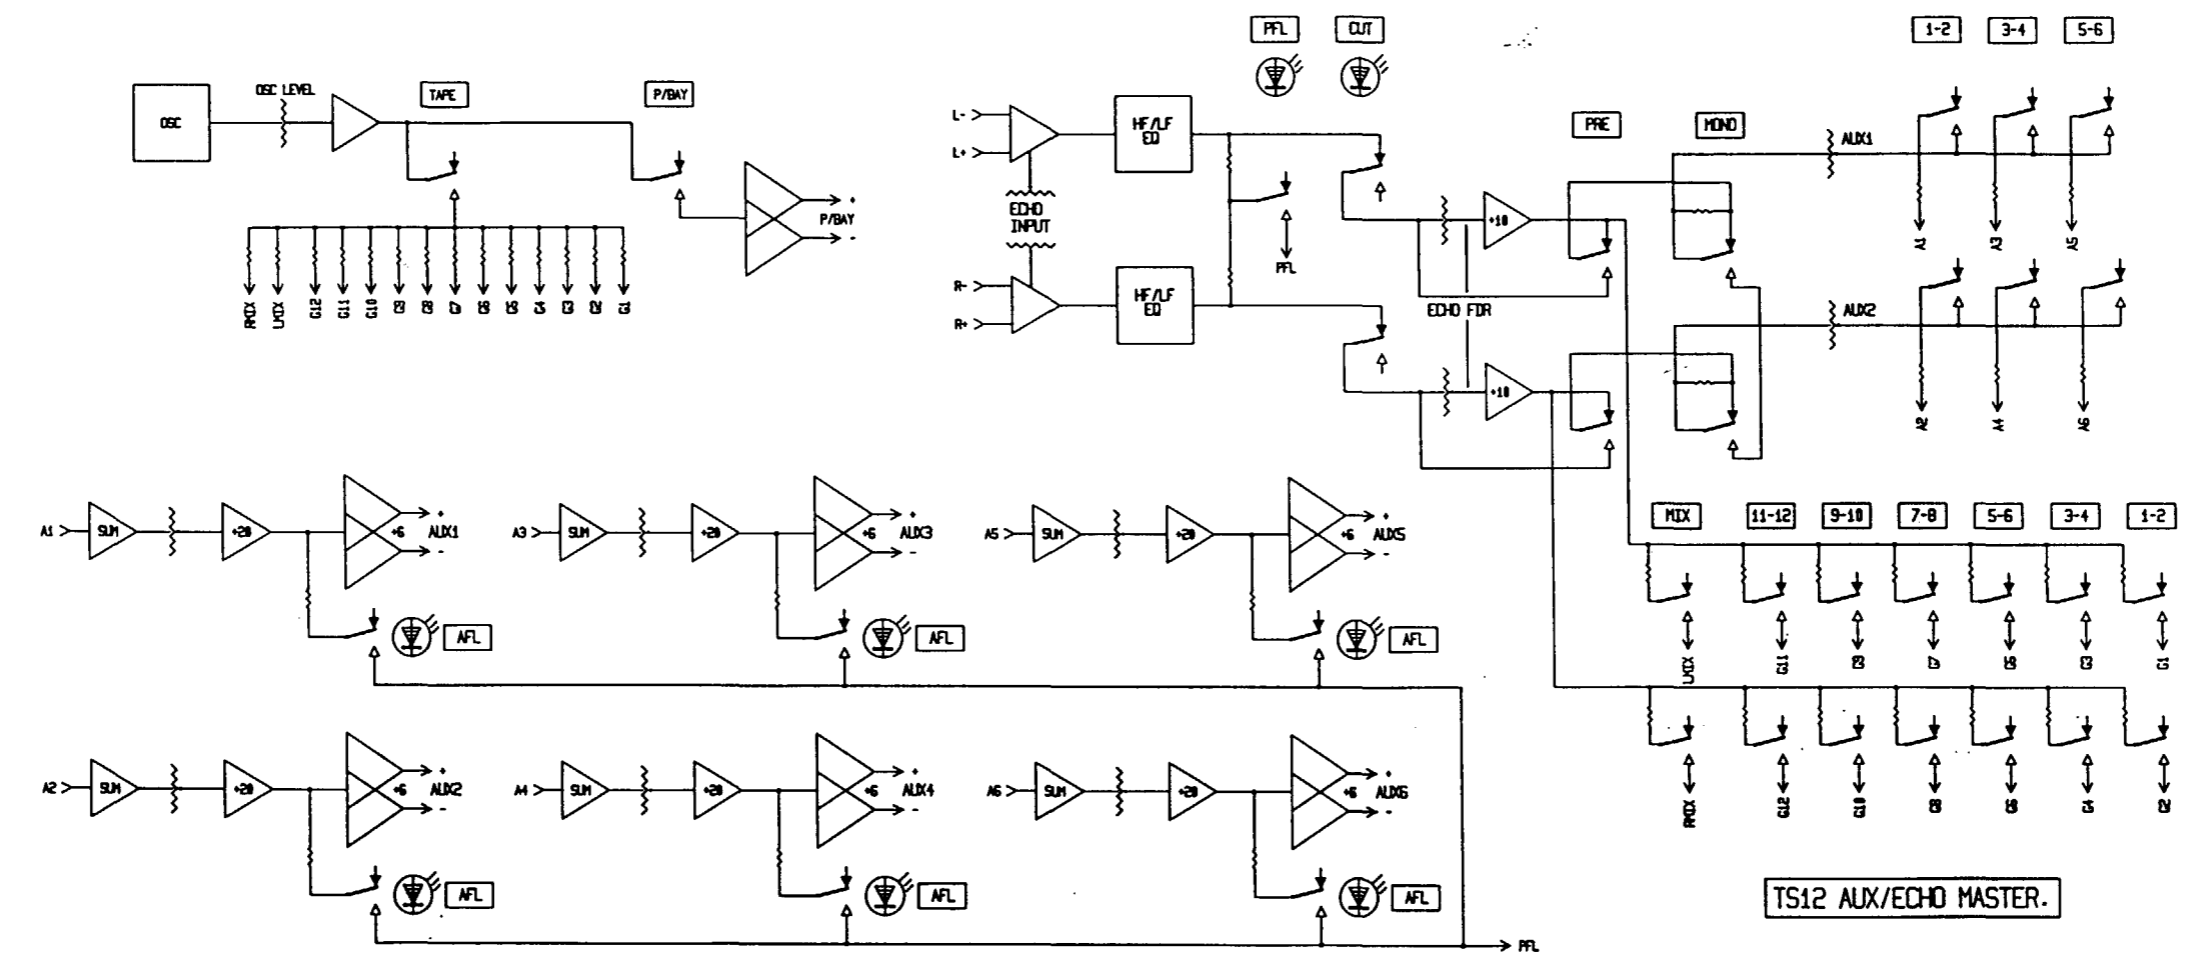 PFL
CUT
1-2
3-4
5-6
OSC LEVEL
TAPE
P/BAY
OSC
L-
L+
HF/LF
EQ
PRE
MONO
AUX1
P/BAY
+
-
ECHO
INPUT
+10
A1
A3
A5
PFL
RMIX
LMIX
G12
G11
G10
G9
G8
G7
G6
G5
G4
G3
G2
G1
R-
R+
HF/LF
EQ
ECHO FDR
AUX2
+10
A2
A4
A6
A1
SUM
+20
+6
+
AUX1
-
AFL
A3
SUM
+20
+6
+
AUX3
-
AFL
A5
SUM
+20
+6
+
AUX5
-
AFL
MIX
11-12
9-10
7-8
5-6
3-4
1-2
LMIX
G11
G9
G7
G5
G3
G1
A2
SUM
+20
+6
+
AUX2
-
AFL
A4
SUM
+20
+6
+
AUX4
-
AFL
A6
SUM
+20
+6
+
AUX6
-
AFL
RMIX
G12
G10
G8
G6
G4
G2
TS12 AUX/ECHO MASTER.
PFL